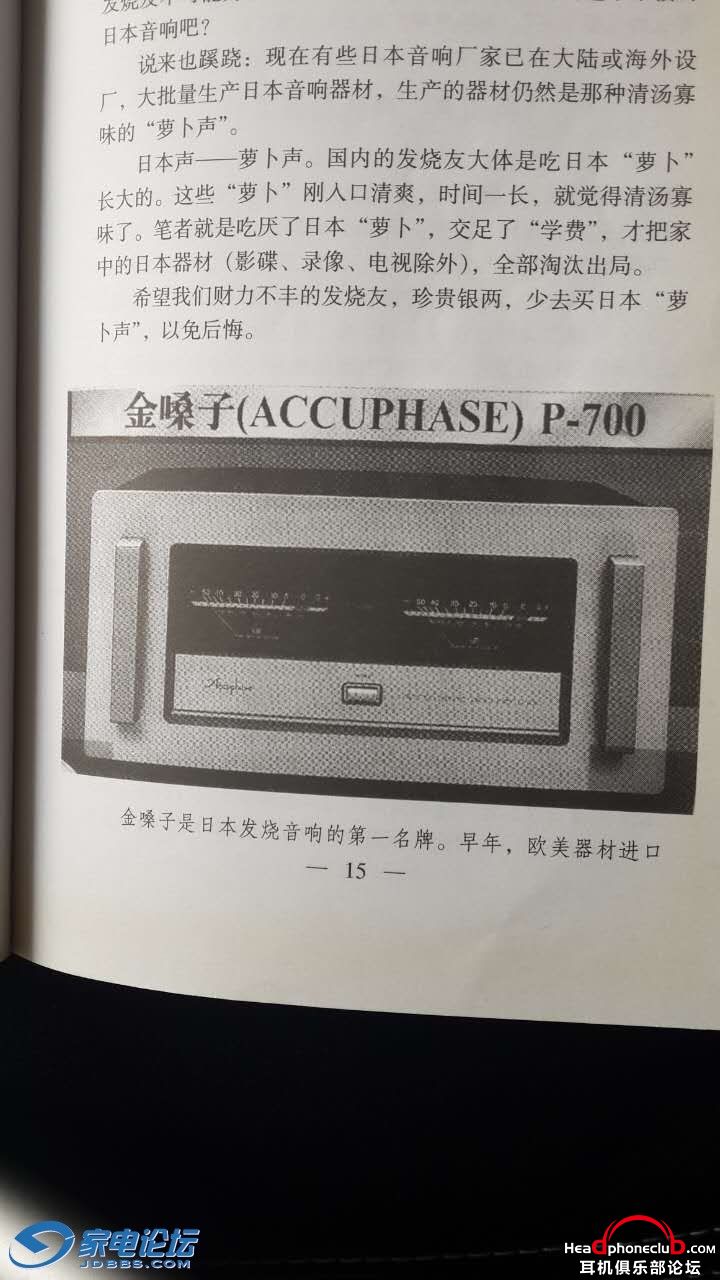 日本音响吧？
说来也蹊跷：现在有些日本音响厂家已在大陆或海外设
厂，大批量生产日本音响器材，生产的器材仍然是那种清汤寡
味的“萝卜声”。
日本声——萝卜声。国内的发烧友大体是吃日本“萝卜”
长大的。这些“萝卜”刚入口清爽，时间一长，就觉得清汤寡
味了。笔者就是吃厌了日本“萝卜”，交足了“学费”，才把家
中的日本器材（影碟、录像、电视除外），全部淘汰出局。
希望我们财力不丰的发烧友，珍贵银两，少去买日本“萝
卜声”，以免后悔。
金嗓子(ACCUPHASE) P-700
Accuphase
金嗓子是日本发烧音响的第一名牌。早年，欧美器材进口
— 15 —
家电论坛
JDBBS.COM
HeadphoneclubD.com
耳机俱乐部论坛